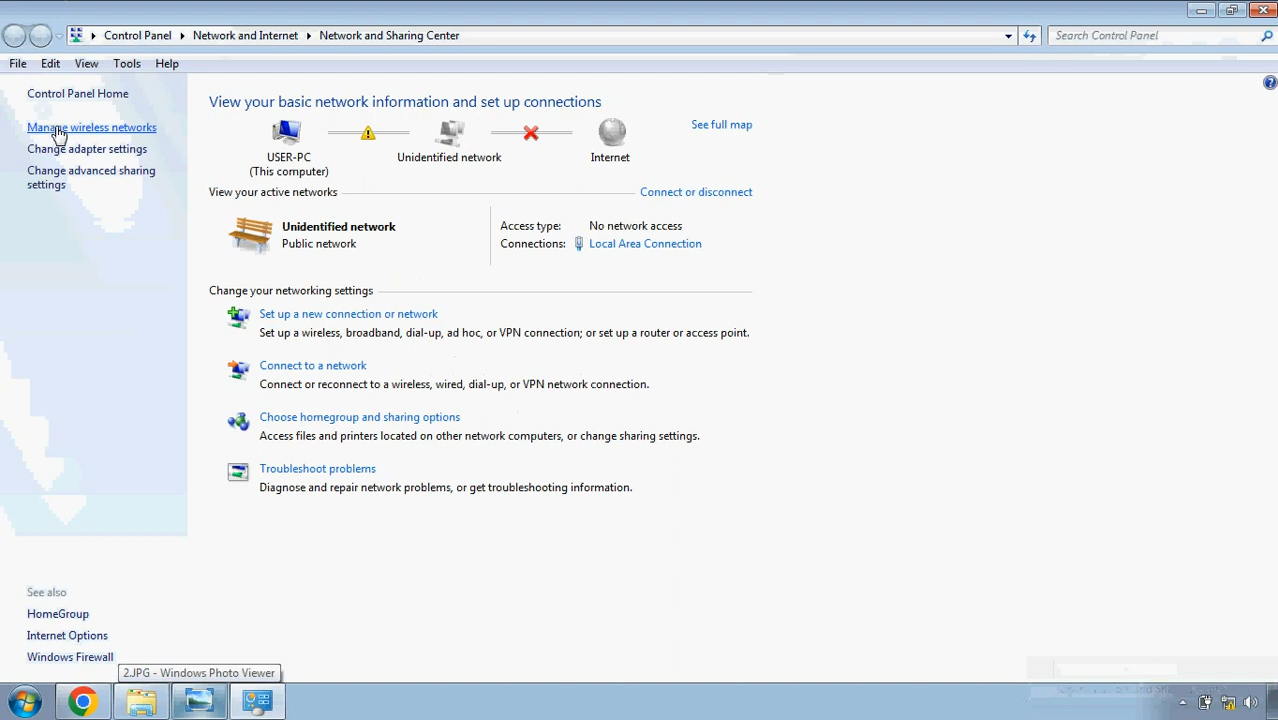 Control Panel
Network and Internet
Network and Sharing Center
Search Control Panel
File Edit View Tools Help
Control Panel Home
Manage wireless networks
Change adapter settings
Change advanced sharing
settings
View your basic network information and set up connections
See full map
USER-PC
(This computer)
Unidentified network
Internet
View your active networks
Connect or disconnect
Unidentified network
Public network
Access type: No network access
Connections: Local Area Connection
Change your networking settings
Set up a new connection or network
Set up a wireless, broadband, dial-up, ad hoc, or VPN connection; or set up a router or access point.
Connect to a network
Connect or reconnect to a wireless, wired, dial-up, or VPN network connection.
Choose homegroup and sharing options
Access files and printers located on other network computers, or change sharing settings.
Troubleshoot problems
Diagnose and repair network problems, or get troubleshooting information.
See also
HomeGroup
Internet Options
Windows Firewall
2.JPG - Windows Photo Viewer